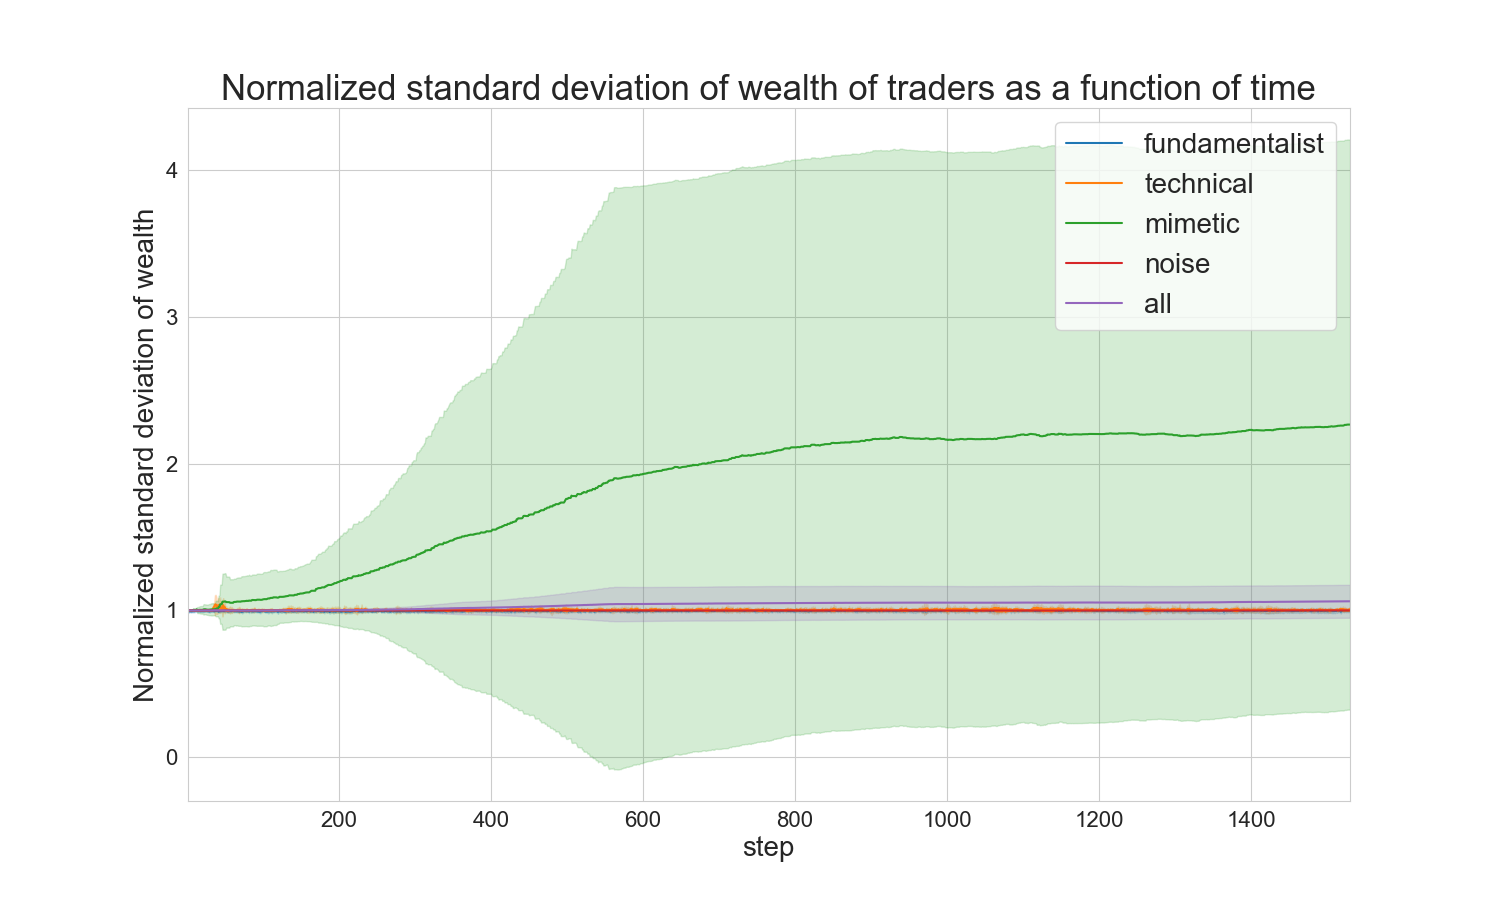 Normalized standard deviation of wealth of traders as a function of time
Normalized standard deviation of wealth
4
3
2
1
0
fundamentalist
technical
mimetic
noise
all
200 400 600 800 1000 1200 1400
step